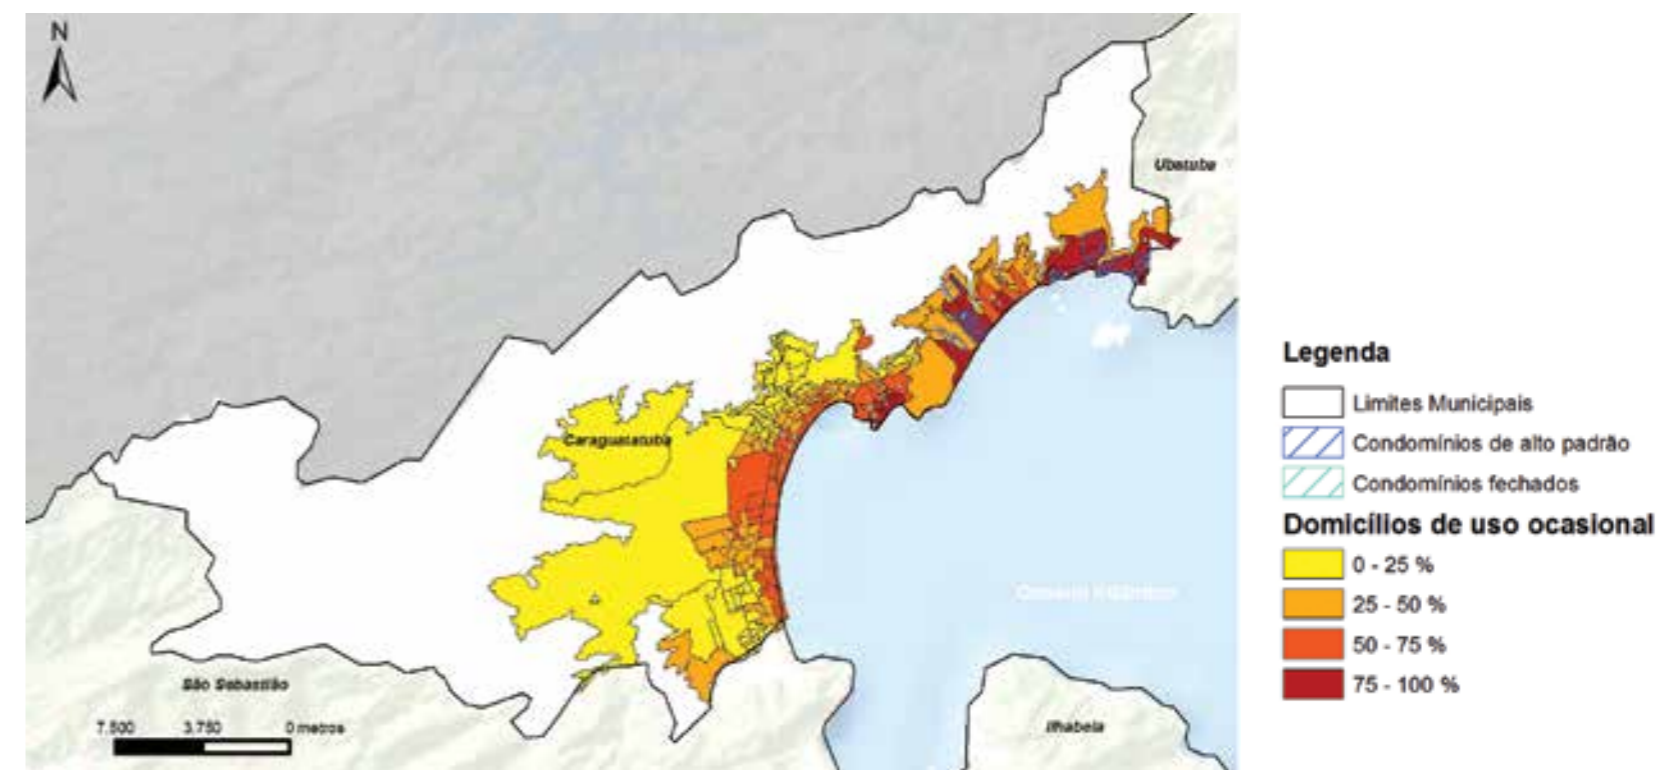 N
Ubatuba
Caraguatatuba
São Sebastião
7.500 3.750 0 metros
Ilhabela
Legenda
Limites Municipais
Condomínios de alto padrão
Condomínios fechados
Domicílios de uso ocasional
0 - 25 %
25 - 50 %
50 - 75 %
75 - 100 %